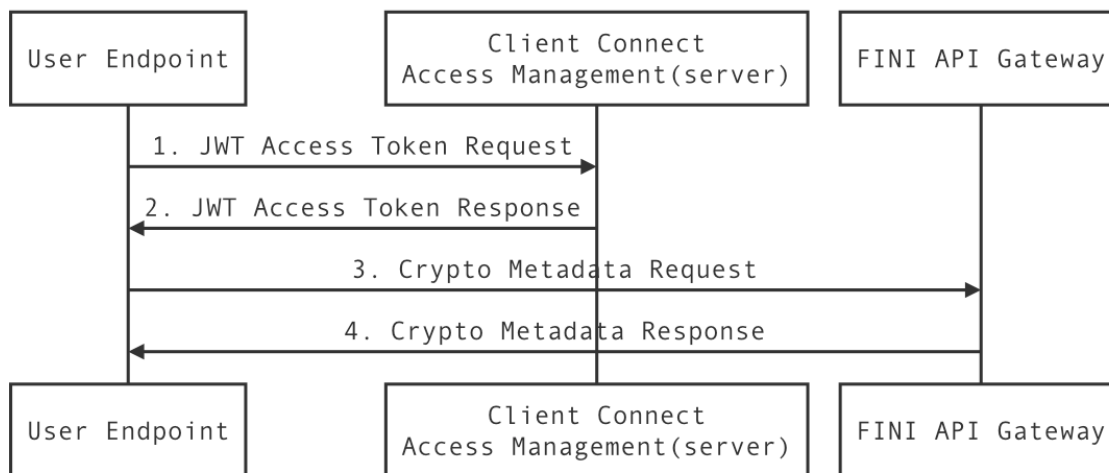 User Endpoint
Client Connect
Access Management(server)
FINI API Gateway
1. JWT Access Token Request
2. JWT Access Token Response
3. Crypto Metadata Request
4. Crypto Metadata Response
User Endpoint
Client Connect
Access Management(server)
FINI API Gateway